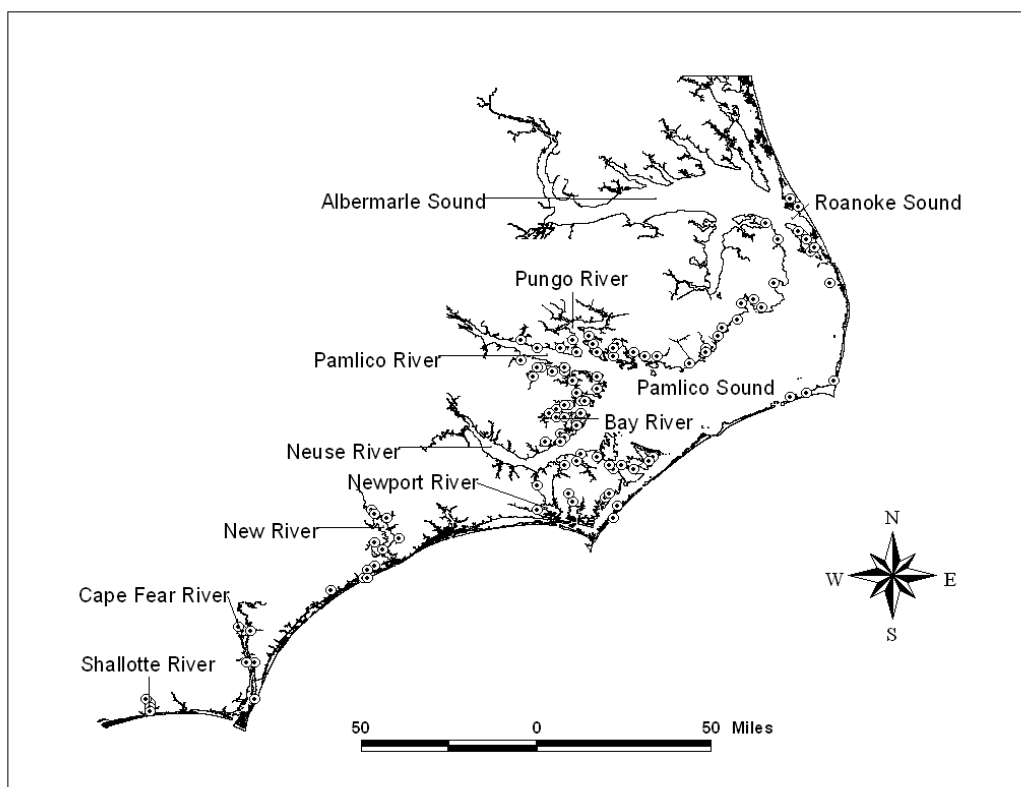 Albermarle Sound
Roanoke Sound
Pungo River
Pamlico River
Pamlico Sound
Bay River
Neuse River
Newport River
New River
N
W
E
S
Cape Fear River
Shallotte River
50 0 50 Miles